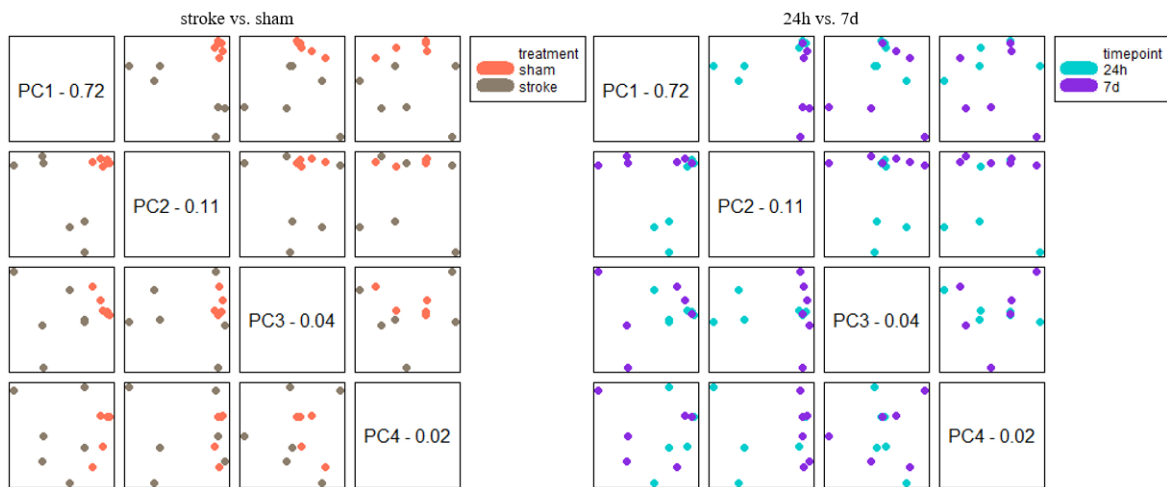 stroke vs. sham
24h vs. 7d
PC1 - 0.72
treatment
sham
stroke
PC1 - 0.72
timepoint
24h
7d
PC2 - 0.11
PC2 - 0.11
PC3 - 0.04
PC3 - 0.04
PC4 - 0.02
PC4 - 0.02